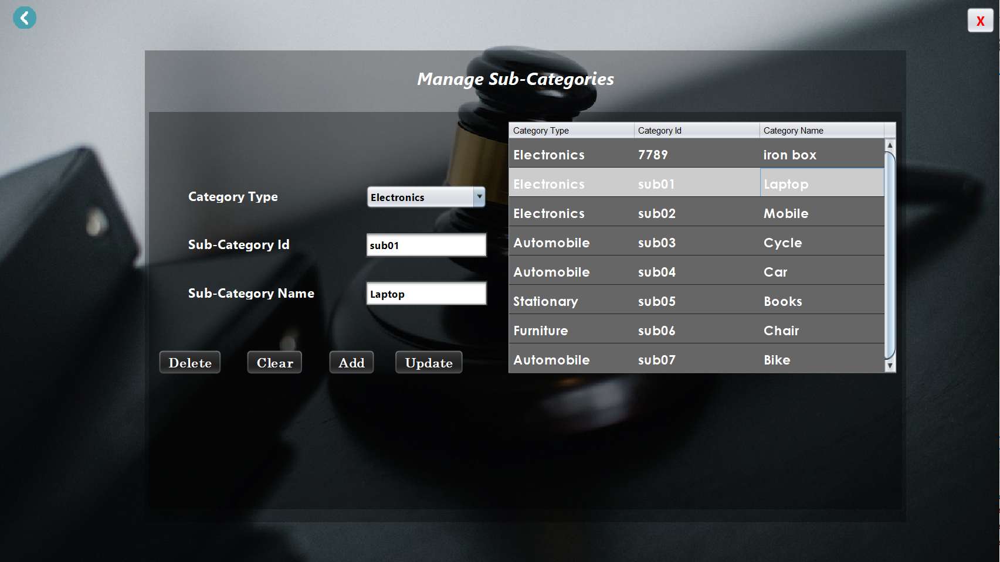 X
Manage Sub-Categories
Category Type Category Id Category Name
Electronics 7789 iron box
Electronics sub01 Laptop
Electronics sub02 Mobile
Automobile sub03 Cycle
Automobile sub04 Car
Stationary sub05 Books
Furniture sub06 Chair
Automobile sub07 Bike
Category Type Electronics
Sub-Category Id sub01
Sub-Category Name Laptop
Delete Clear Add Update